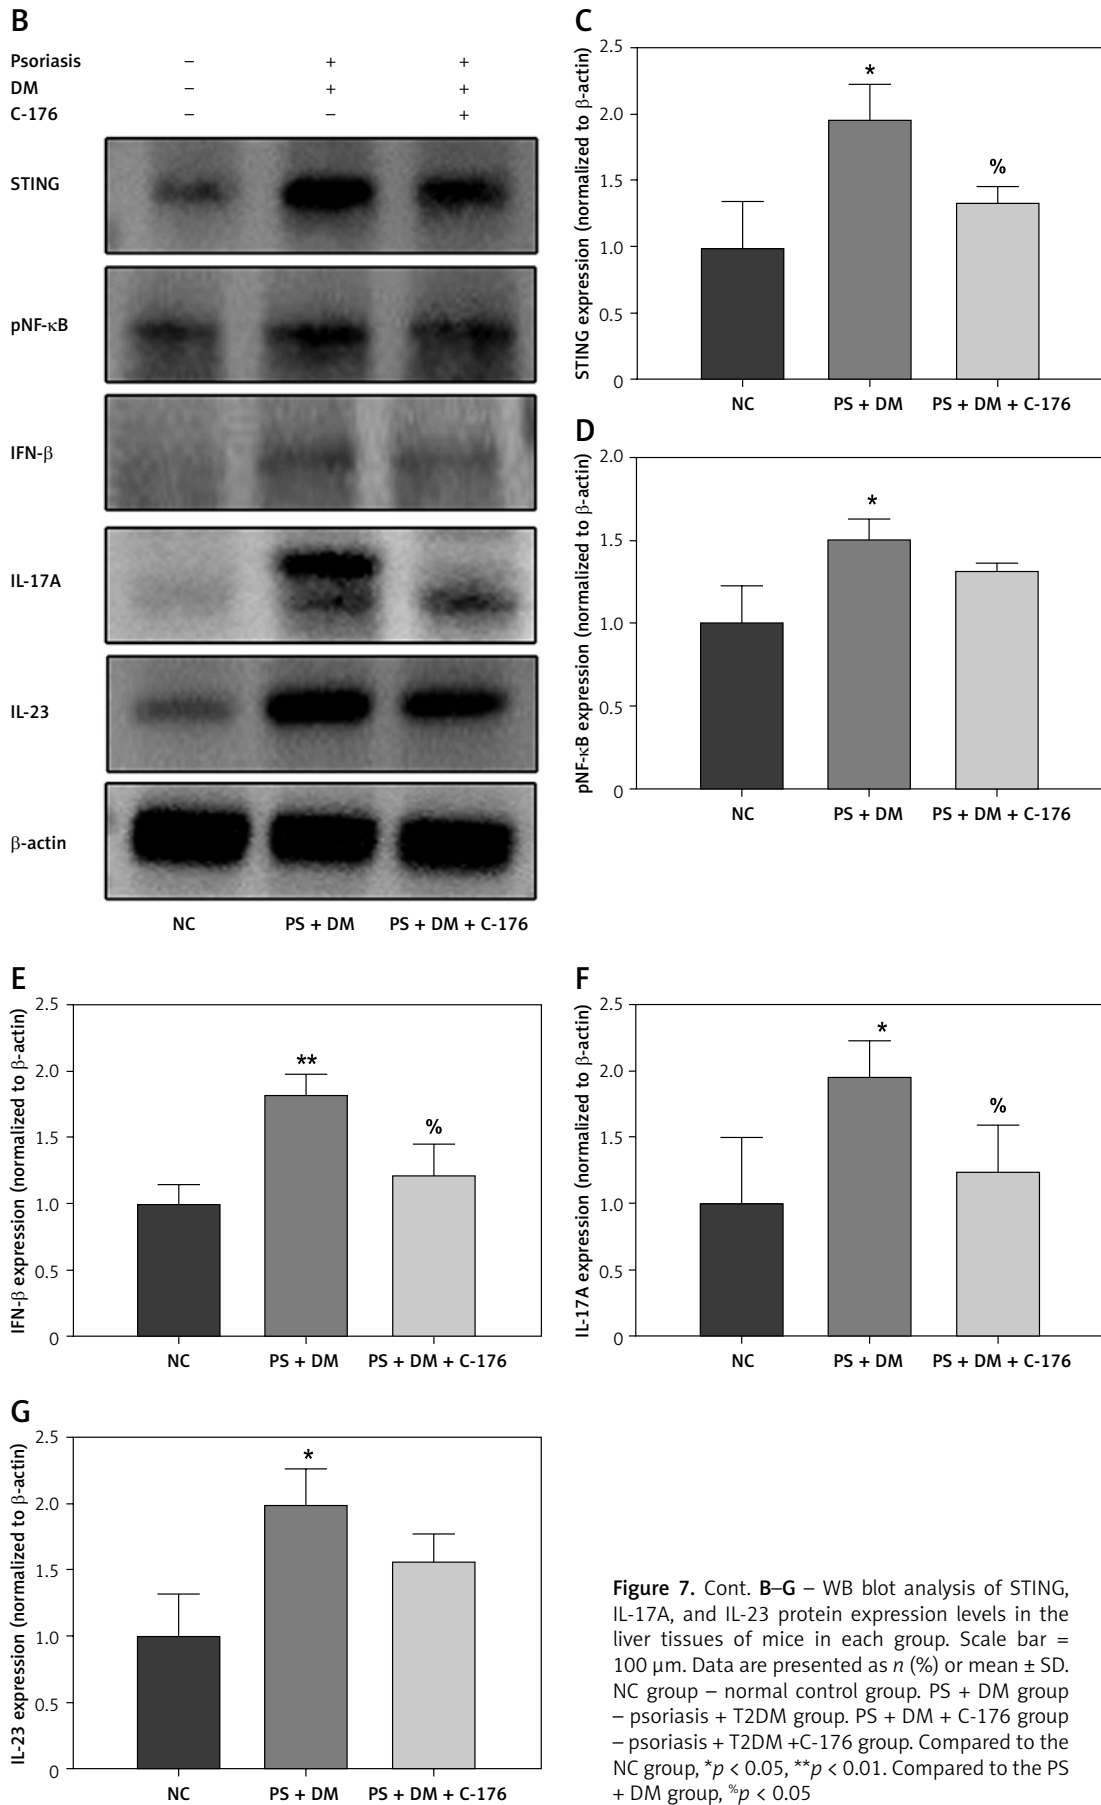 B
Psoriasis – + +
DM – + +
C-176 – – +
STING
pNF-κB
IFN-β
IL-17A
IL-23
β-actin
NC PS + DM PS + DM + C-176
C
STING expression (normalized to β-actin)
2.5
2.0
1.5
1.0
0.5
0
*
%
NC PS + DM PS + DM + C-176
D
pNF-κB expression (normalized to β-actin)
2.0
1.5
1.0
0.5
0
*
NC PS + DM PS + DM + C-176
E
IFN-β expression (normalized to β-actin)
2.5
2.0
1.5
1.0
0.5
0
**
%
NC PS + DM PS + DM + C-176
F
IL-17A expression (normalized to β-actin)
2.5
2.0
1.5
1.0
0.5
0
*
%
NC PS + DM PS + DM + C-176
G
IL-23 expression (normalized to β-actin)
2.5
2.0
1.5
1.0
0.5
0
*
NC PS + DM PS + DM + C-176
Figure 7. Cont. B–G – WB blot analysis of STING,
IL-17A, and IL-23 protein expression levels in the
liver tissues of mice in each group. Scale bar =
100 μm. Data are presented as n (%) or mean ± SD.
NC group – normal control group. PS + DM group
– psoriasis + T2DM group. PS + DM + C-176 group
– psoriasis + T2DM +C-176 group. Compared to the
NC group, *p < 0.05, **p < 0.01. Compared to the PS
+ DM group, %p < 0.05